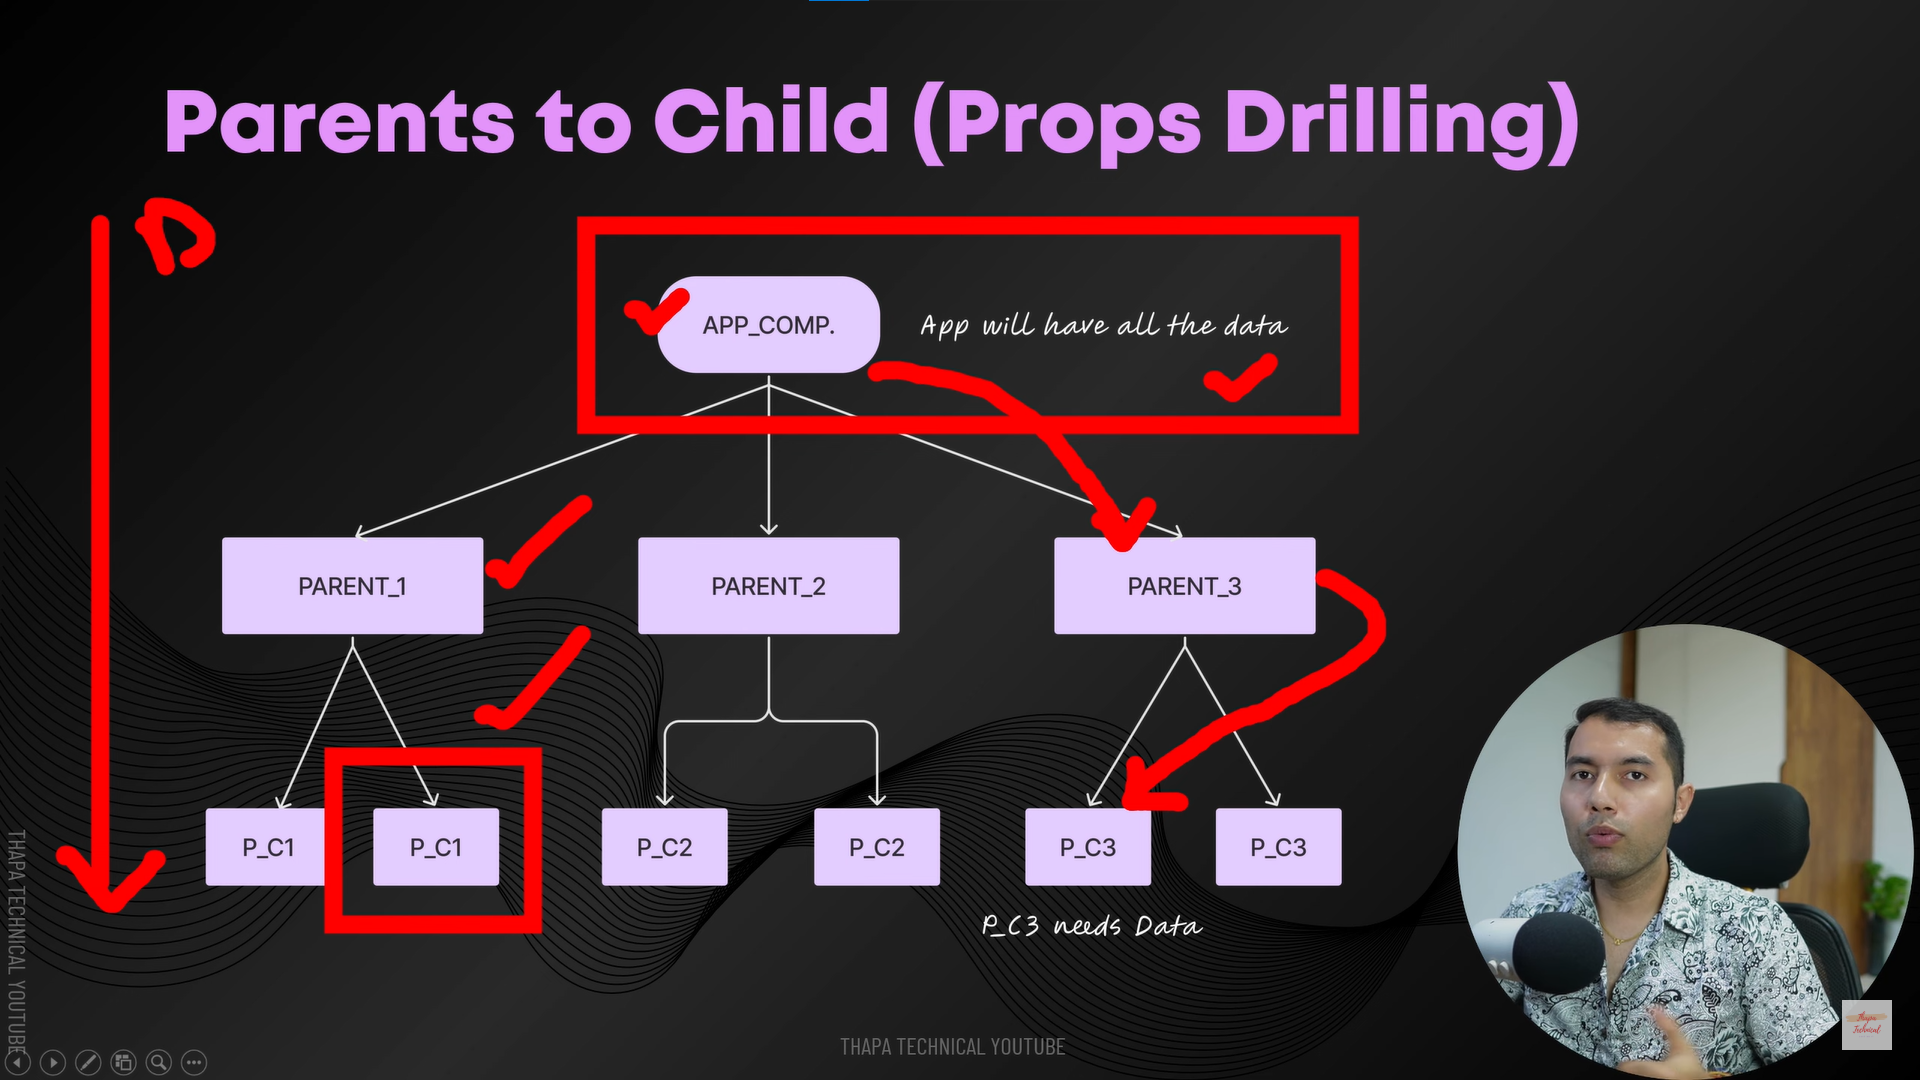 Parents to Child (Props Drilling)
D
APP_COMP.
App will have all the data
PARENT_1
PARENT_2
PARENT_3
P_C1
P_C1
P_C2
P_C2
P_C3
P_C3
P_C3 needs Data
THAPA TECHNICAL YOUTUBE
THAPA TECHNICAL YOUTUBE
Thapa
Technical